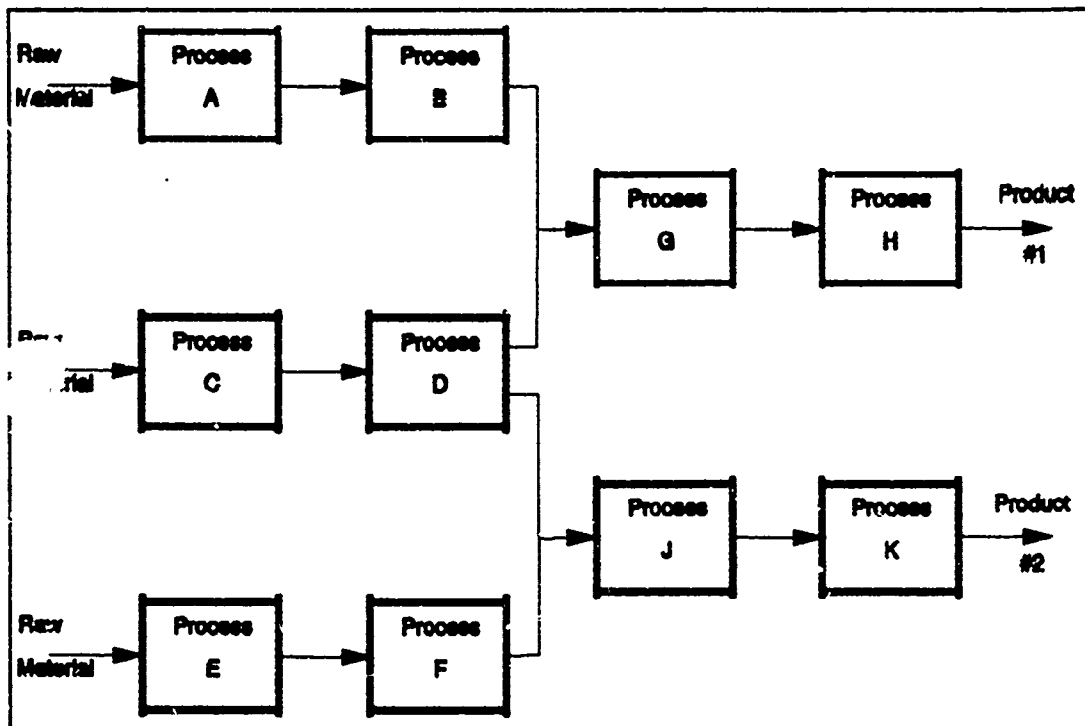 Raw
Material
Process
A
Process
B
Process
G
Process
H
Product
#1
Process
C
Process
D
Process
J
Process
K
Product
#2
Raw
Material
Process
E
Process
F